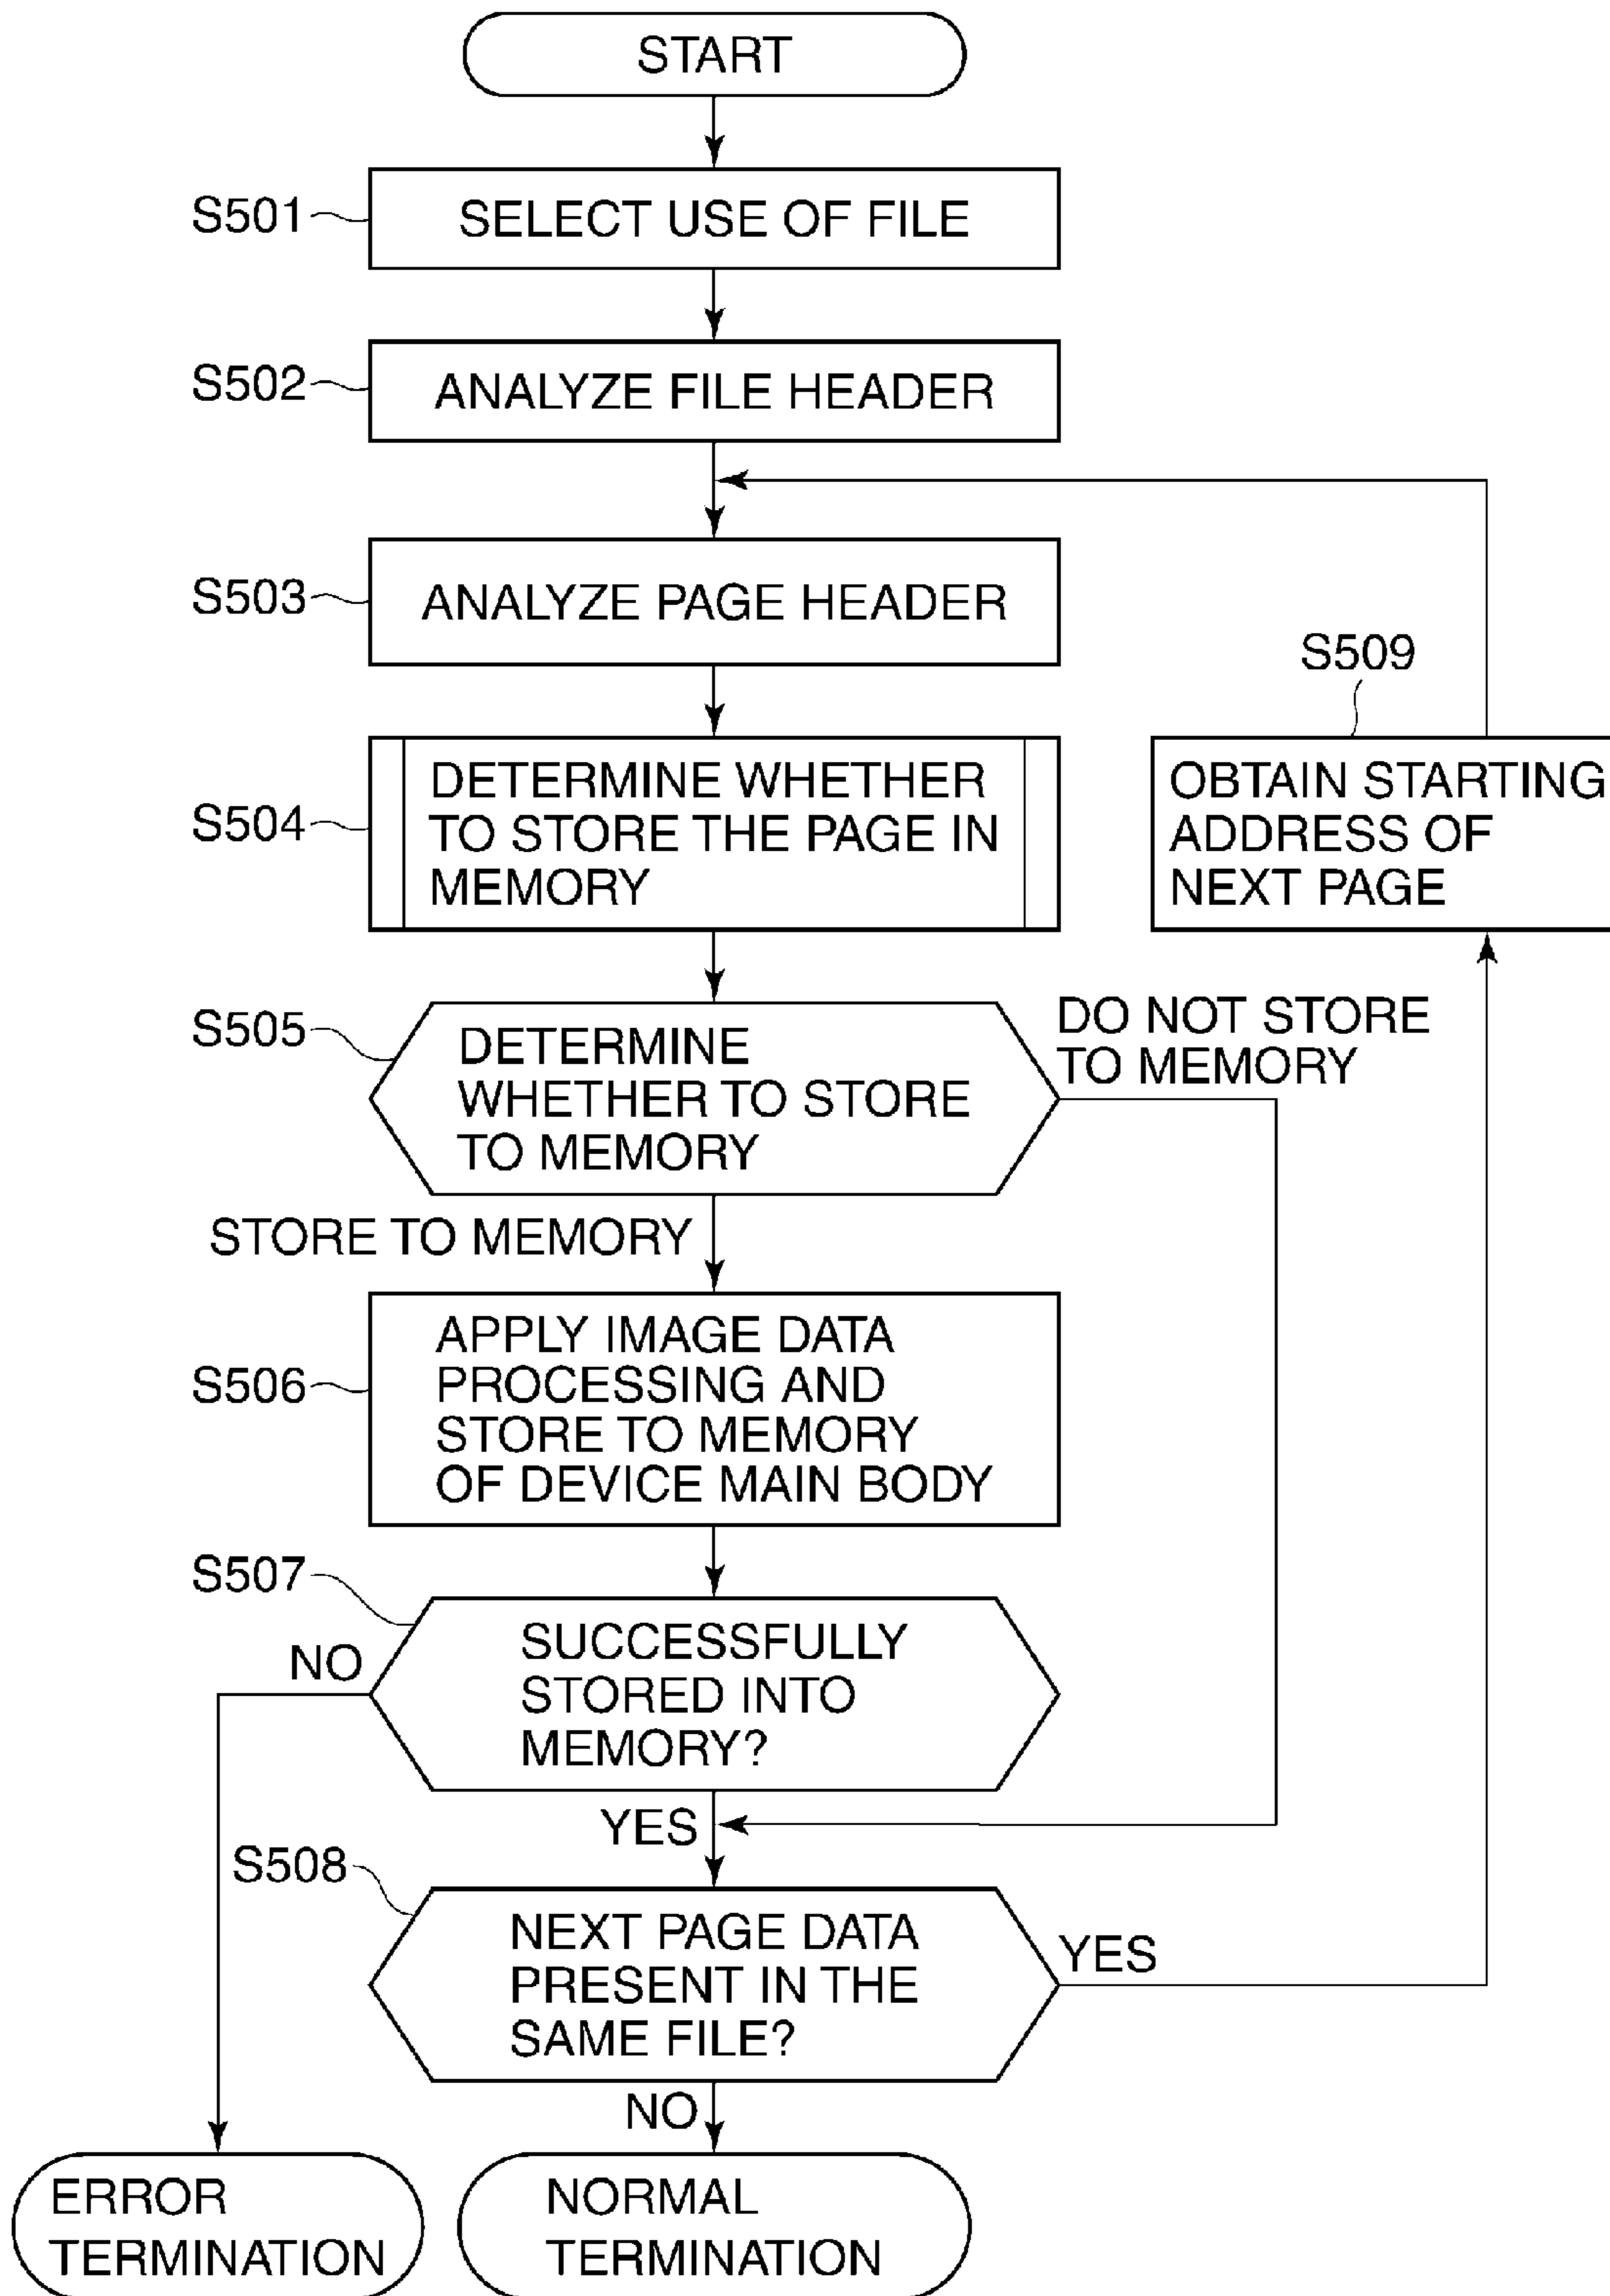 START
S501
SELECT USE OF FILE
S502
ANALYZE FILE HEADER
S503
ANALYZE PAGE HEADER
S509
S504
DETERMINE WHETHER
TO STORE THE PAGE IN
MEMORY
OBTAIN STARTING
ADDRESS OF
NEXT PAGE
S505
DETERMINE
WHETHER TO STORE
TO MEMORY
DO NOT STORE
TO MEMORY
STORE TO MEMORY
S506
APPLY IMAGE DATA
PROCESSING AND
STORE TO MEMORY
OF DEVICE MAIN BODY
S507
NO
SUCCESSFULLY
STORED INTO
MEMORY?
YES
S508
NEXT PAGE DATA
PRESENT IN THE
SAME FILE?
YES
NO
ERROR
TERMINATION
NORMAL
TERMINATION